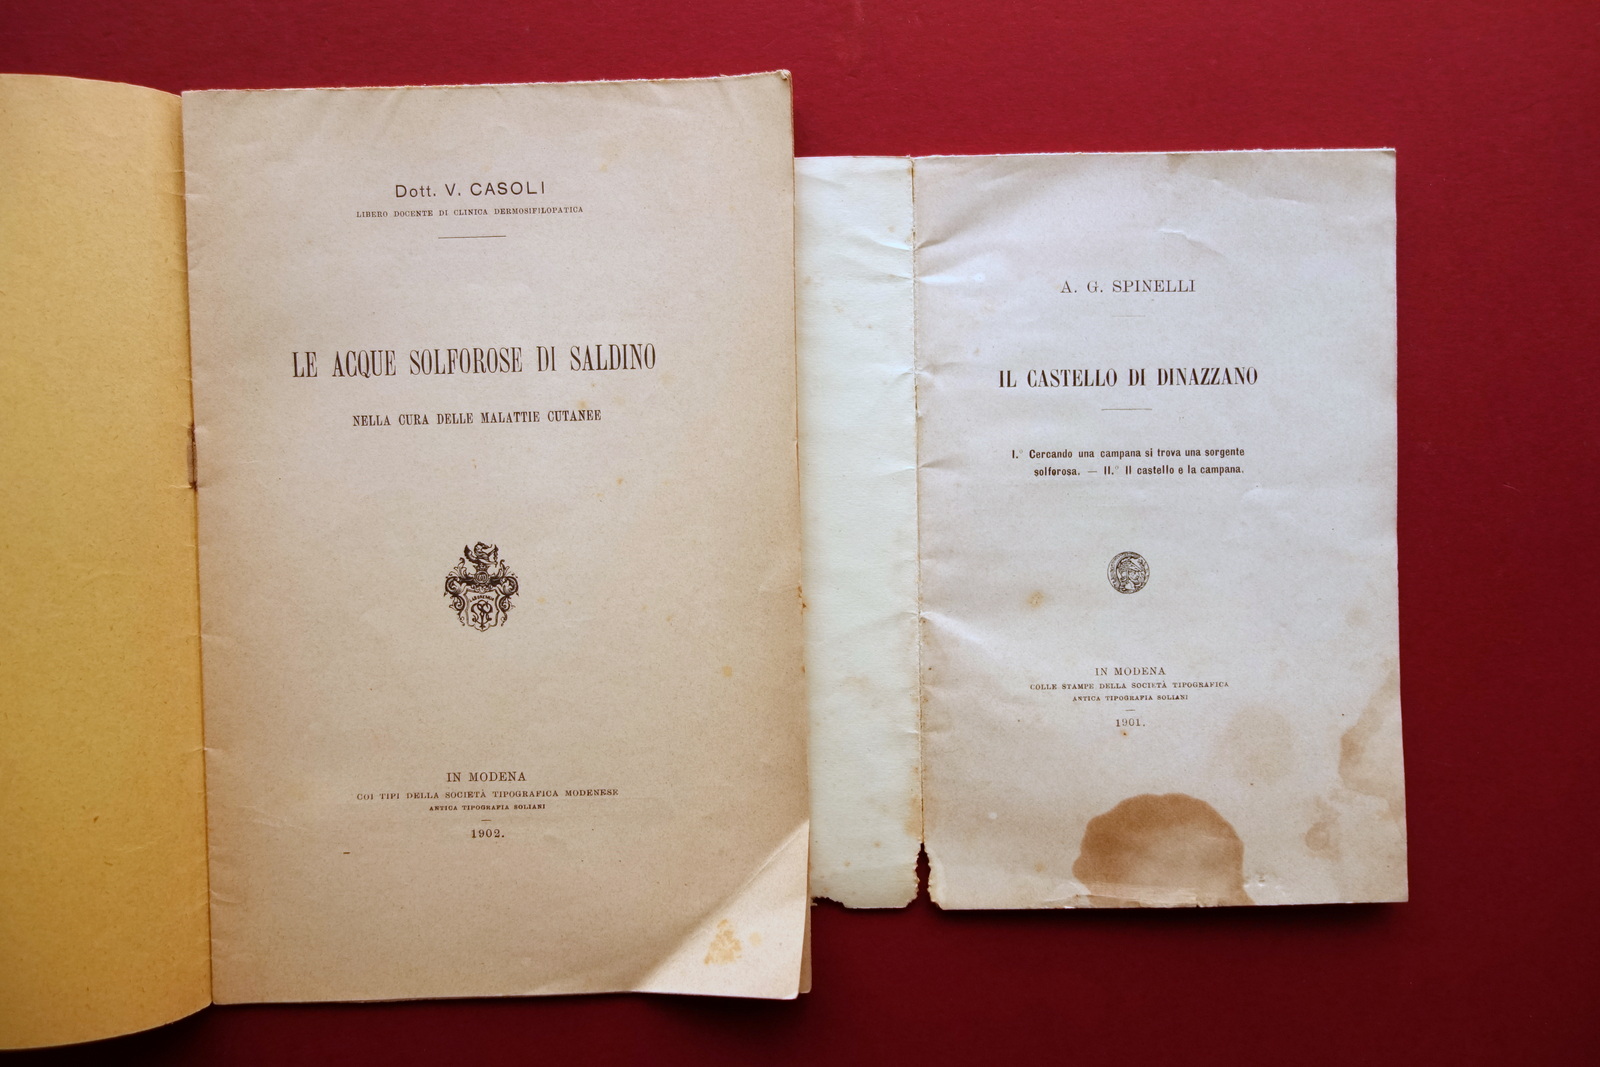 Dott. V. CASOLI
LIBERO DOCENTE DI CLINICA DERMOSIFILOPATICA
LE ACQUE SOLFOROSE DI SALDINO
NELLA CURA DELLE MALATTIE CUTANEE
IN MODENA
COI TIPI DELLA SOCIETÀ TIPOGRAFICA MODENESE
ANTICA TIPOGRAFIA SOLIANI
1902.
A. G. SPINELLI
IL CASTELLO DI DINAZZANO
I.° Cercando una campana si trova una sorgente
solforosa. — II.° Il castello e la campana.
IN MODENA
COLLE STAMPE DELLA SOCIETÀ TIPOGRAFICA
ANTICA TIPOGRAFIA SOLIANI
1901.